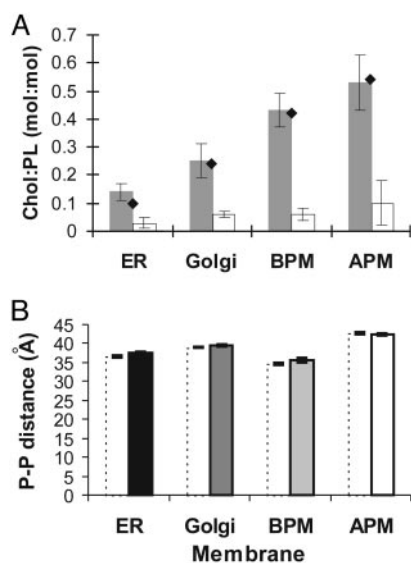 A
Chol:PL (mol:mol)
0.7
0.6
0.5
0.4
0.3
0.2
0.1
0
ER Golgi BPM APM
B
P-P distance (Å)
45
40
35
30
25
20
15
10
5
0
ER Golgi BPM APM
Membrane